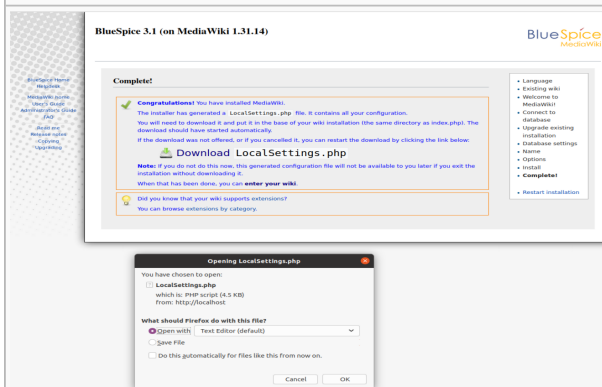 BlueSpice 3.1 (on MediaWiki 1.31.14)
BlueSpice
MediaWiki
BlueSpice Home
Helpdesk
MediaWiki home
User's Guide
Administrator's Guide
FAQ
Read me
Release notes
Copying
Upgrading
Complete!
Congratulations! You have installed MediaWiki.
The installer has generated a LocalSettings.php file. It contains all your configuration.
You will need to download it and put it in the base of your wiki installation (the same directory as index.php). The
download should have started automatically.
If the download was not offered, or if you cancelled it, you can restart the download by clicking the link below:
Download LocalSettings.php
Note: If you do not do this now, this generated configuration file will not be available to you later if you exit the
installation without downloading it.
When that has been done, you can enter your wiki.
Did you know that your wiki supports extensions?
You can browse extensions by category.
Language
Existing wiki
Welcome to
MediaWiki!
Connect to
database
Upgrade existing
installation
Database settings
Name
Options
Install
Complete!
Restart installation
Opening LocalSettings.php
You have chosen to open:
LocalSettings.php
which is: PHP script (4.5 KB)
from: http://localhost
What should Firefox do with this file?
Open with Text Editor (default)
Save File
Do this automatically for files like this from now on.
Cancel OK